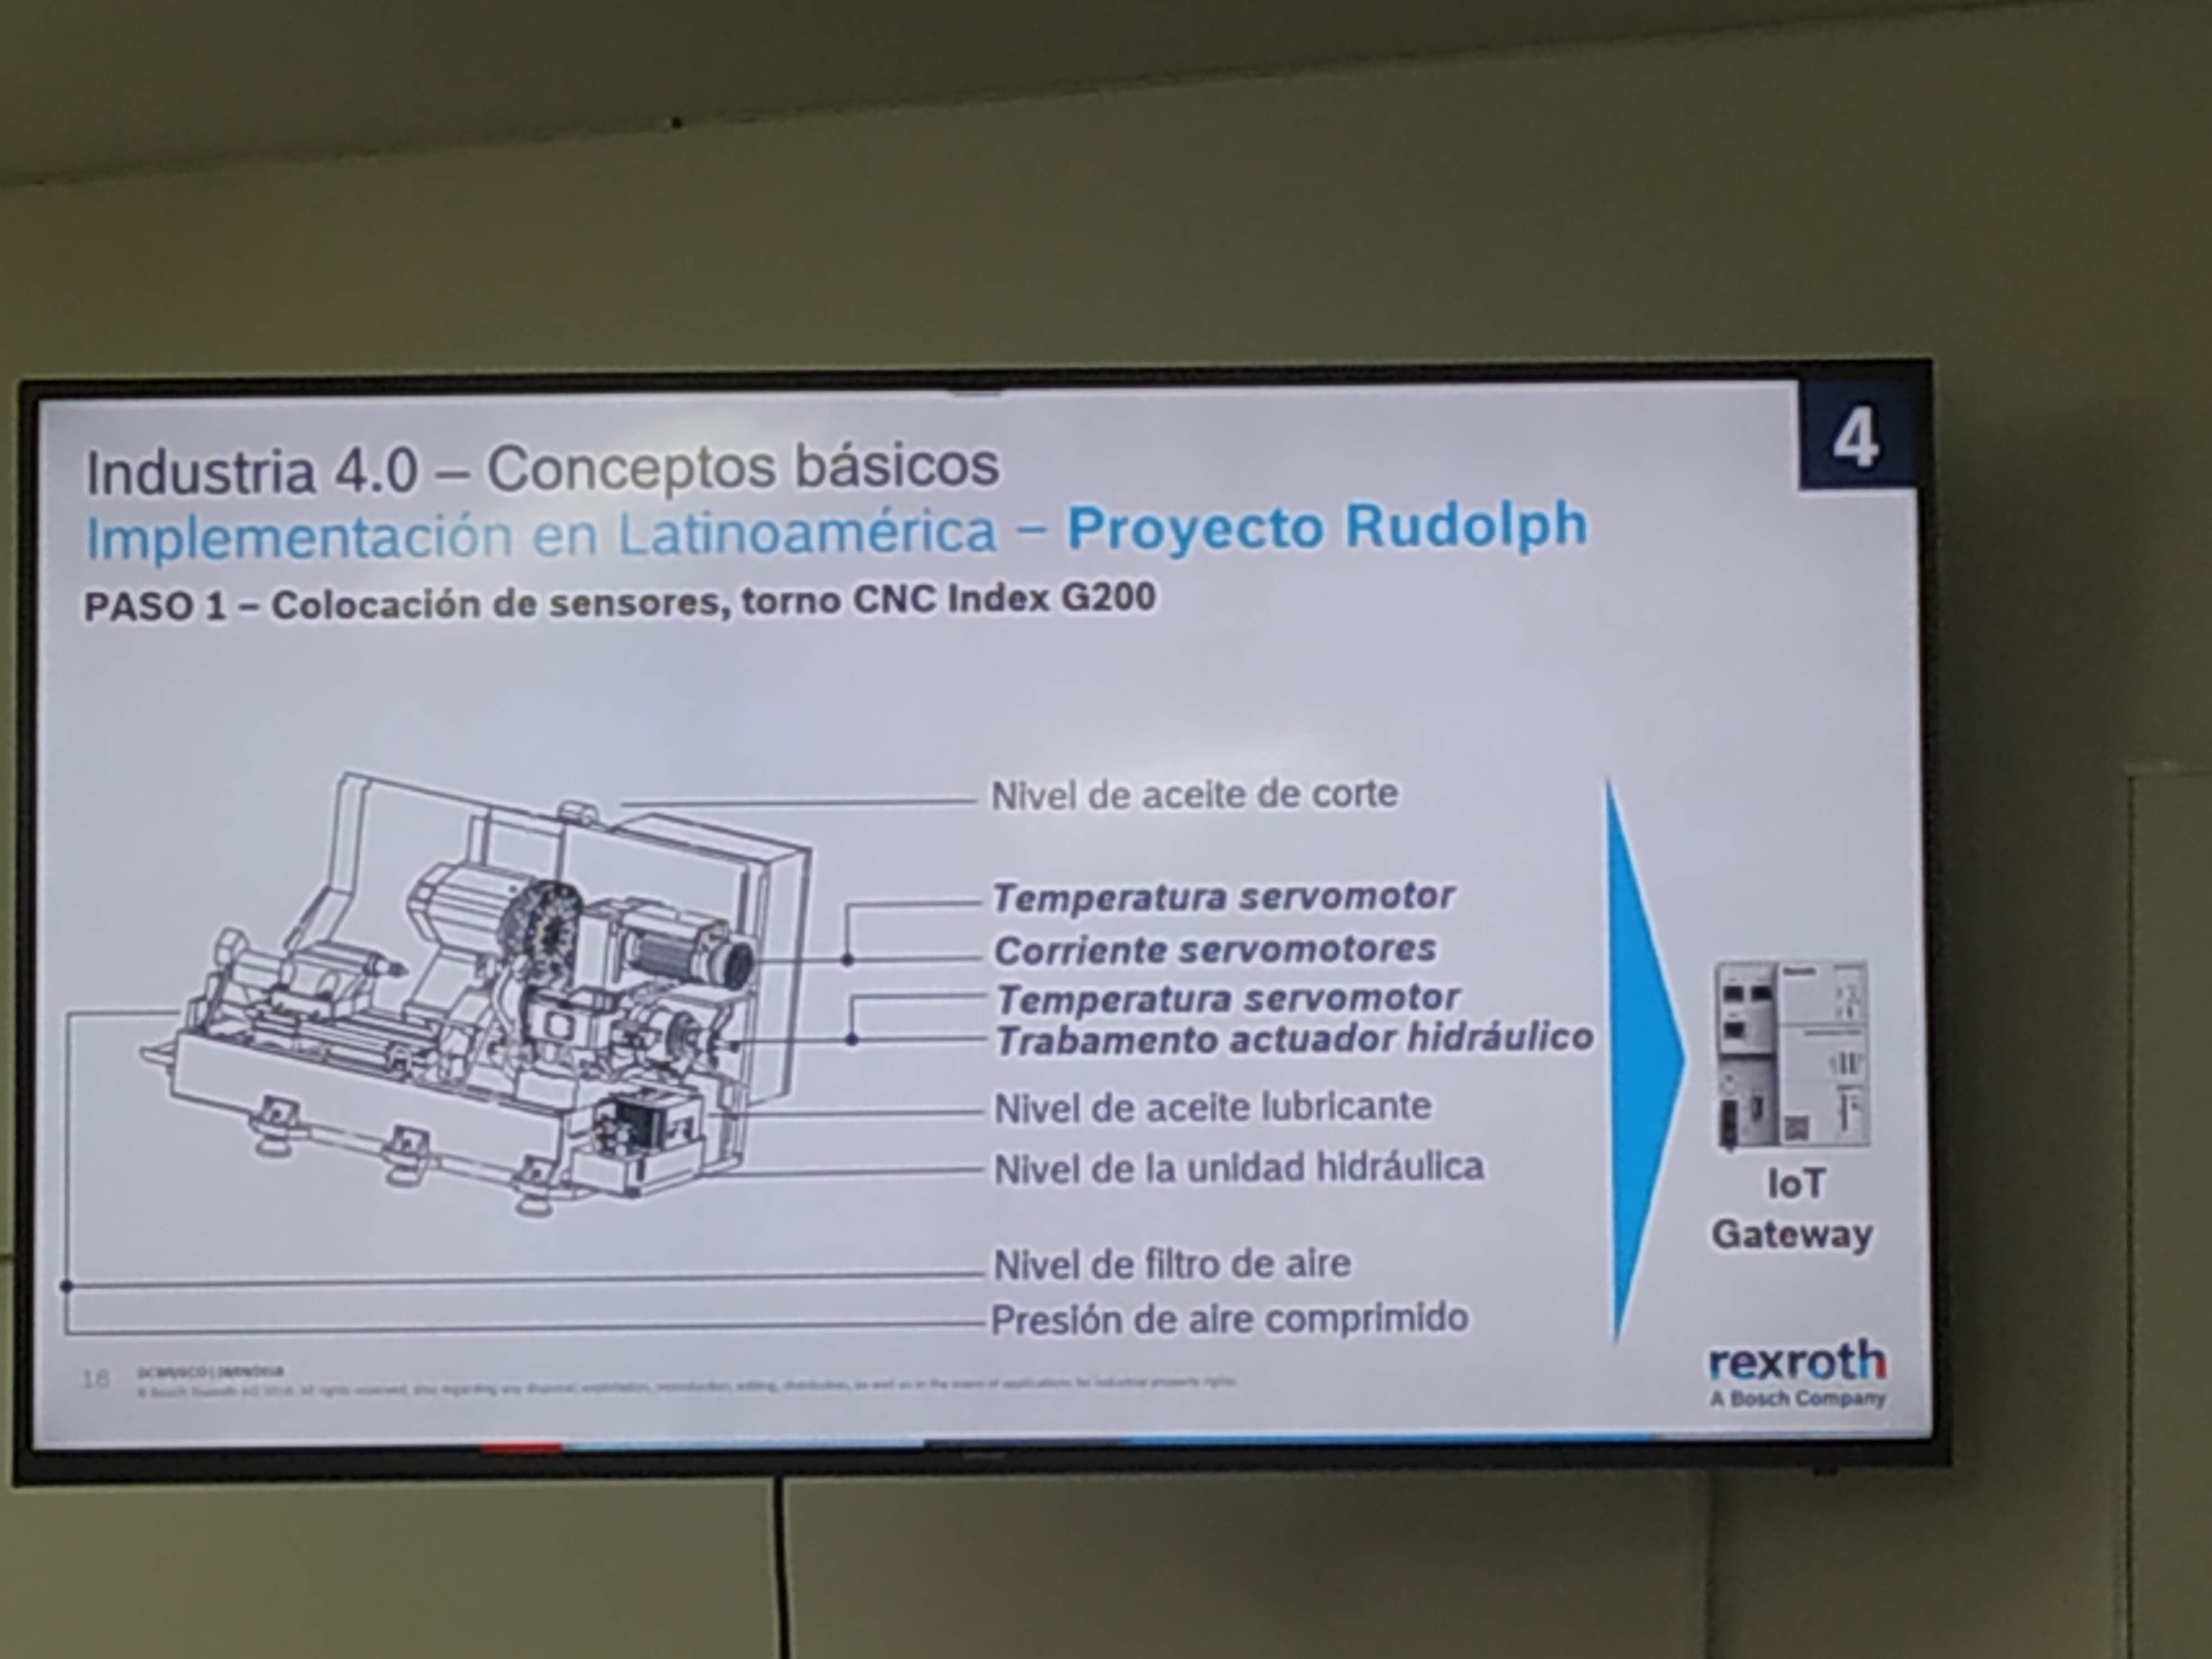 4
Industria 4.0 – Conceptos básicos
Implementación en Latinoamérica – Proyecto Rudolph
PASO 1 – Colocación de sensores, torno CNC Index G200
Nivel de aceite de corte
Temperatura servomotor
Corriente servomotores
Temperatura servomotor
Trabamento actuador hidráulico
Nivel de aceite lubricante
Nivel de la unidad hidráulica
Nivel de filtro de aire
Presión de aire comprimido
IoT
Gateway
rexroth
A Bosch Company